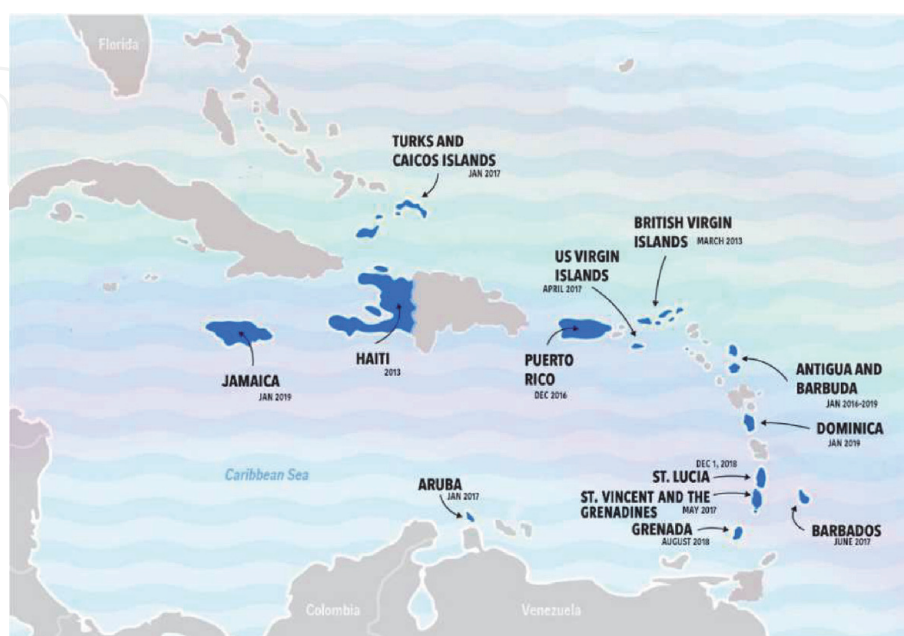 Florida
TURKS AND
CAICOS ISLANDS
JAN 2017
BRITISH VIRGIN
ISLANDS MARCH 2013
US VIRGIN
ISLANDS
APRIL 2017
JAMAICA
JAN 2019
HAITI
2013
PUERTO
RICO
DEC 2016
ANTIGUA AND
BARBUDA
JAN 2016-2019
DOMINICA
JAN 2019
DEC 1, 2018
ST. LUCIA
ST. VINCENT AND THE
GRENADINES MAY 2017
GRENADA
AUGUST 2018
BARBADOS
JUNE 2017
Caribbean Sea
ARUBA
JAN 2017
Colombia
Venezuela